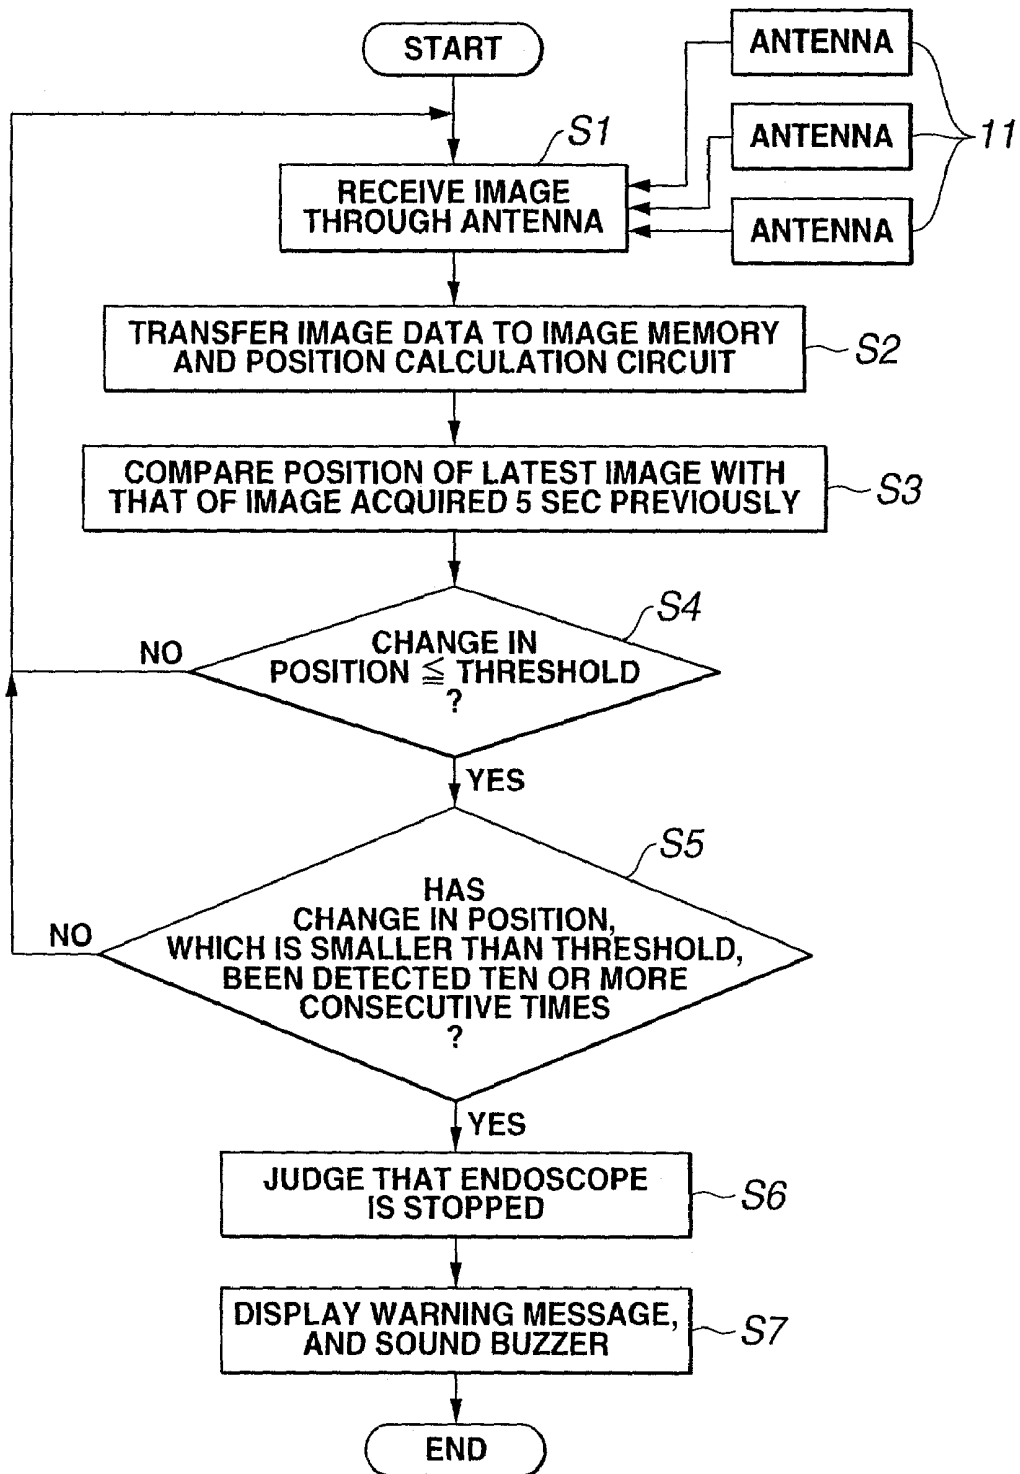 START
ANTENNA
ANTENNA
11
S1
RECEIVE IMAGE
THROUGH ANTENNA
ANTENNA
TRANSFER IMAGE DATA TO IMAGE MEMORY
AND POSITION CALCULATION CIRCUIT
S2
COMPARE POSITION OF LATEST IMAGE WITH
THAT OF IMAGE ACQUIRED 5 SEC PREVIOUSLY
S3
S4
CHANGE IN
POSITION ≦ THRESHOLD
?
NO
YES
S5
HAS
CHANGE IN POSITION,
WHICH IS SMALLER THAN THRESHOLD,
BEEN DETECTED TEN OR MORE
CONSECUTIVE TIMES
?
NO
YES
JUDGE THAT ENDOSCOPE
IS STOPPED
S6
DISPLAY WARNING MESSAGE,
AND SOUND BUZZER
S7
END